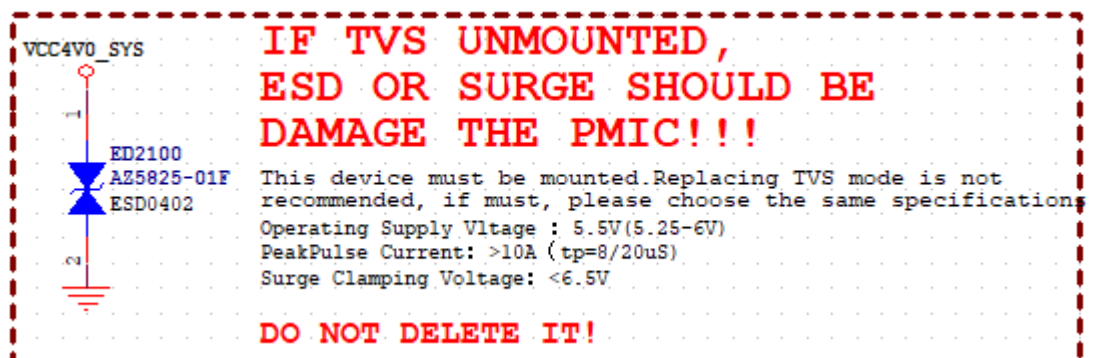 VCC4V0_SYS
IF TVS UNMOUNTED,
ESD OR SURGE SHOULD BE
DAMAGE THE PMIC!!!
1
ED2100
AZ5825-01F
ESD0402
2
This device must be mounted.Replacing TVS mode is not
recommended, if must, please choose the same specifications
Operating Supply Vltage : 5.5V(5.25-6V)
PeakPulse Current: >10A (tp=8/20uS)
Surge Clamping Voltage: <6.5V
DO NOT DELETE IT!